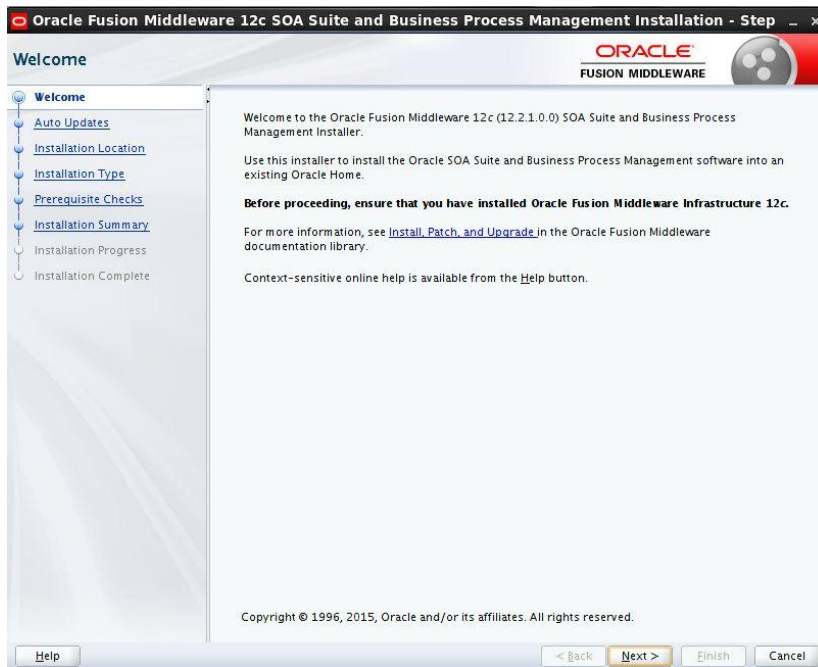 Oracle Fusion Middleware 12c SOA Suite and Business Process Management Installation - Step
Welcome
ORACLE
FUSION MIDDLEWARE
Welcome
Auto Updates
Installation Location
Installation Type
Prerequisite Checks
Installation Summary
Installation Progress
Installation Complete
Welcome to the Oracle Fusion Middleware 12c (12.2.1.0.0) SOA Suite and Business Process
Management Installer.
Use this installer to install the Oracle SOA Suite and Business Process Management software into an
existing Oracle Home.
Before proceeding, ensure that you have installed Oracle Fusion Middleware Infrastructure 12c.
For more information, see Install, Patch, and Upgrade in the Oracle Fusion Middleware
documentation library.
Context-sensitive online help is available from the Help button.
Copyright © 1996, 2015, Oracle and/or its affiliates. All rights reserved.
Help
< Back
Next >
Finish
Cancel